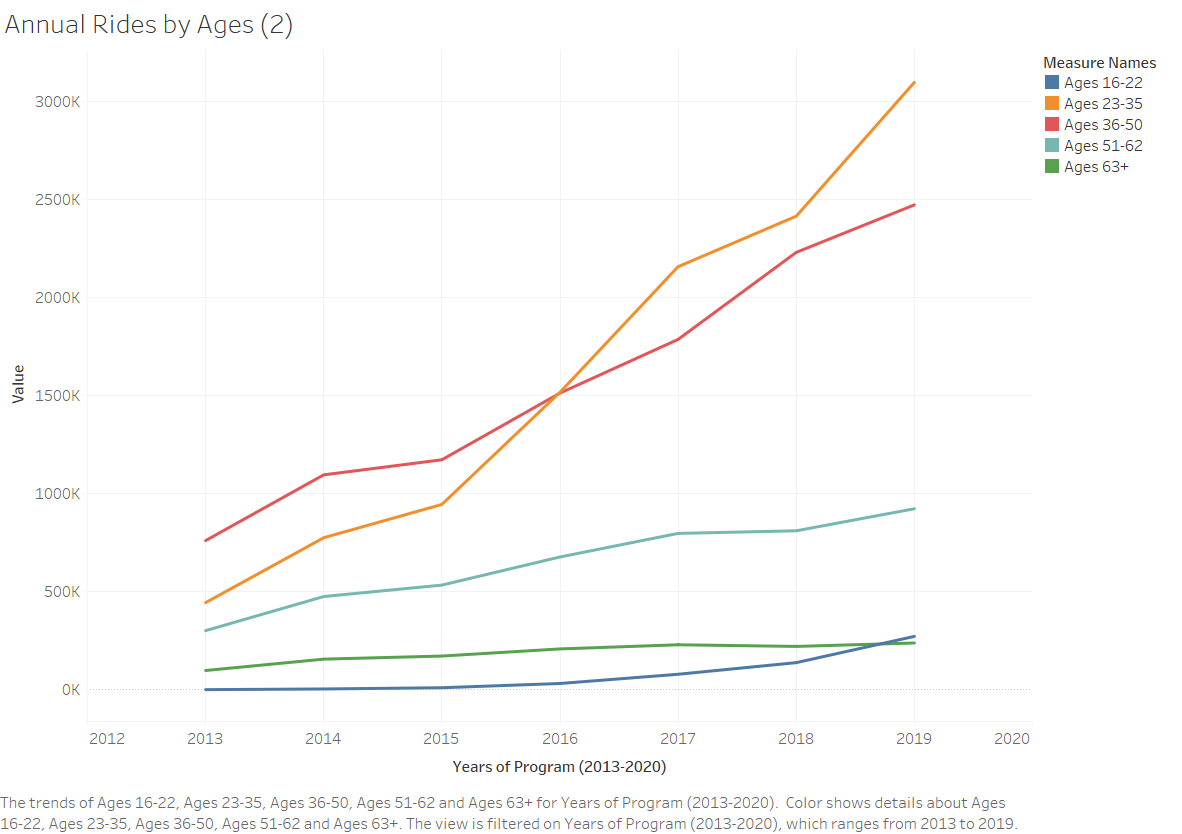 Annual Rides by Ages (2)
Measure Names
Ages 16-22
Ages 23-35
Ages 36-50
Ages 51-62
Ages 63+
3000K
2500K
2000K
1500K
1000K
500K
0K
Value
2012 2013 2014 2015 2016 2017 2018 2019 2020
Years of Program (2013-2020)
The trends of Ages 16-22, Ages 23-35, Ages 36-50, Ages 51-62 and Ages 63+ for Years of Program (2013-2020).  Color shows details about Ages
16-22, Ages 23-35, Ages 36-50, Ages 51-62 and Ages 63+. The view is filtered on Years of Program (2013-2020), which ranges from 2013 to 2019.